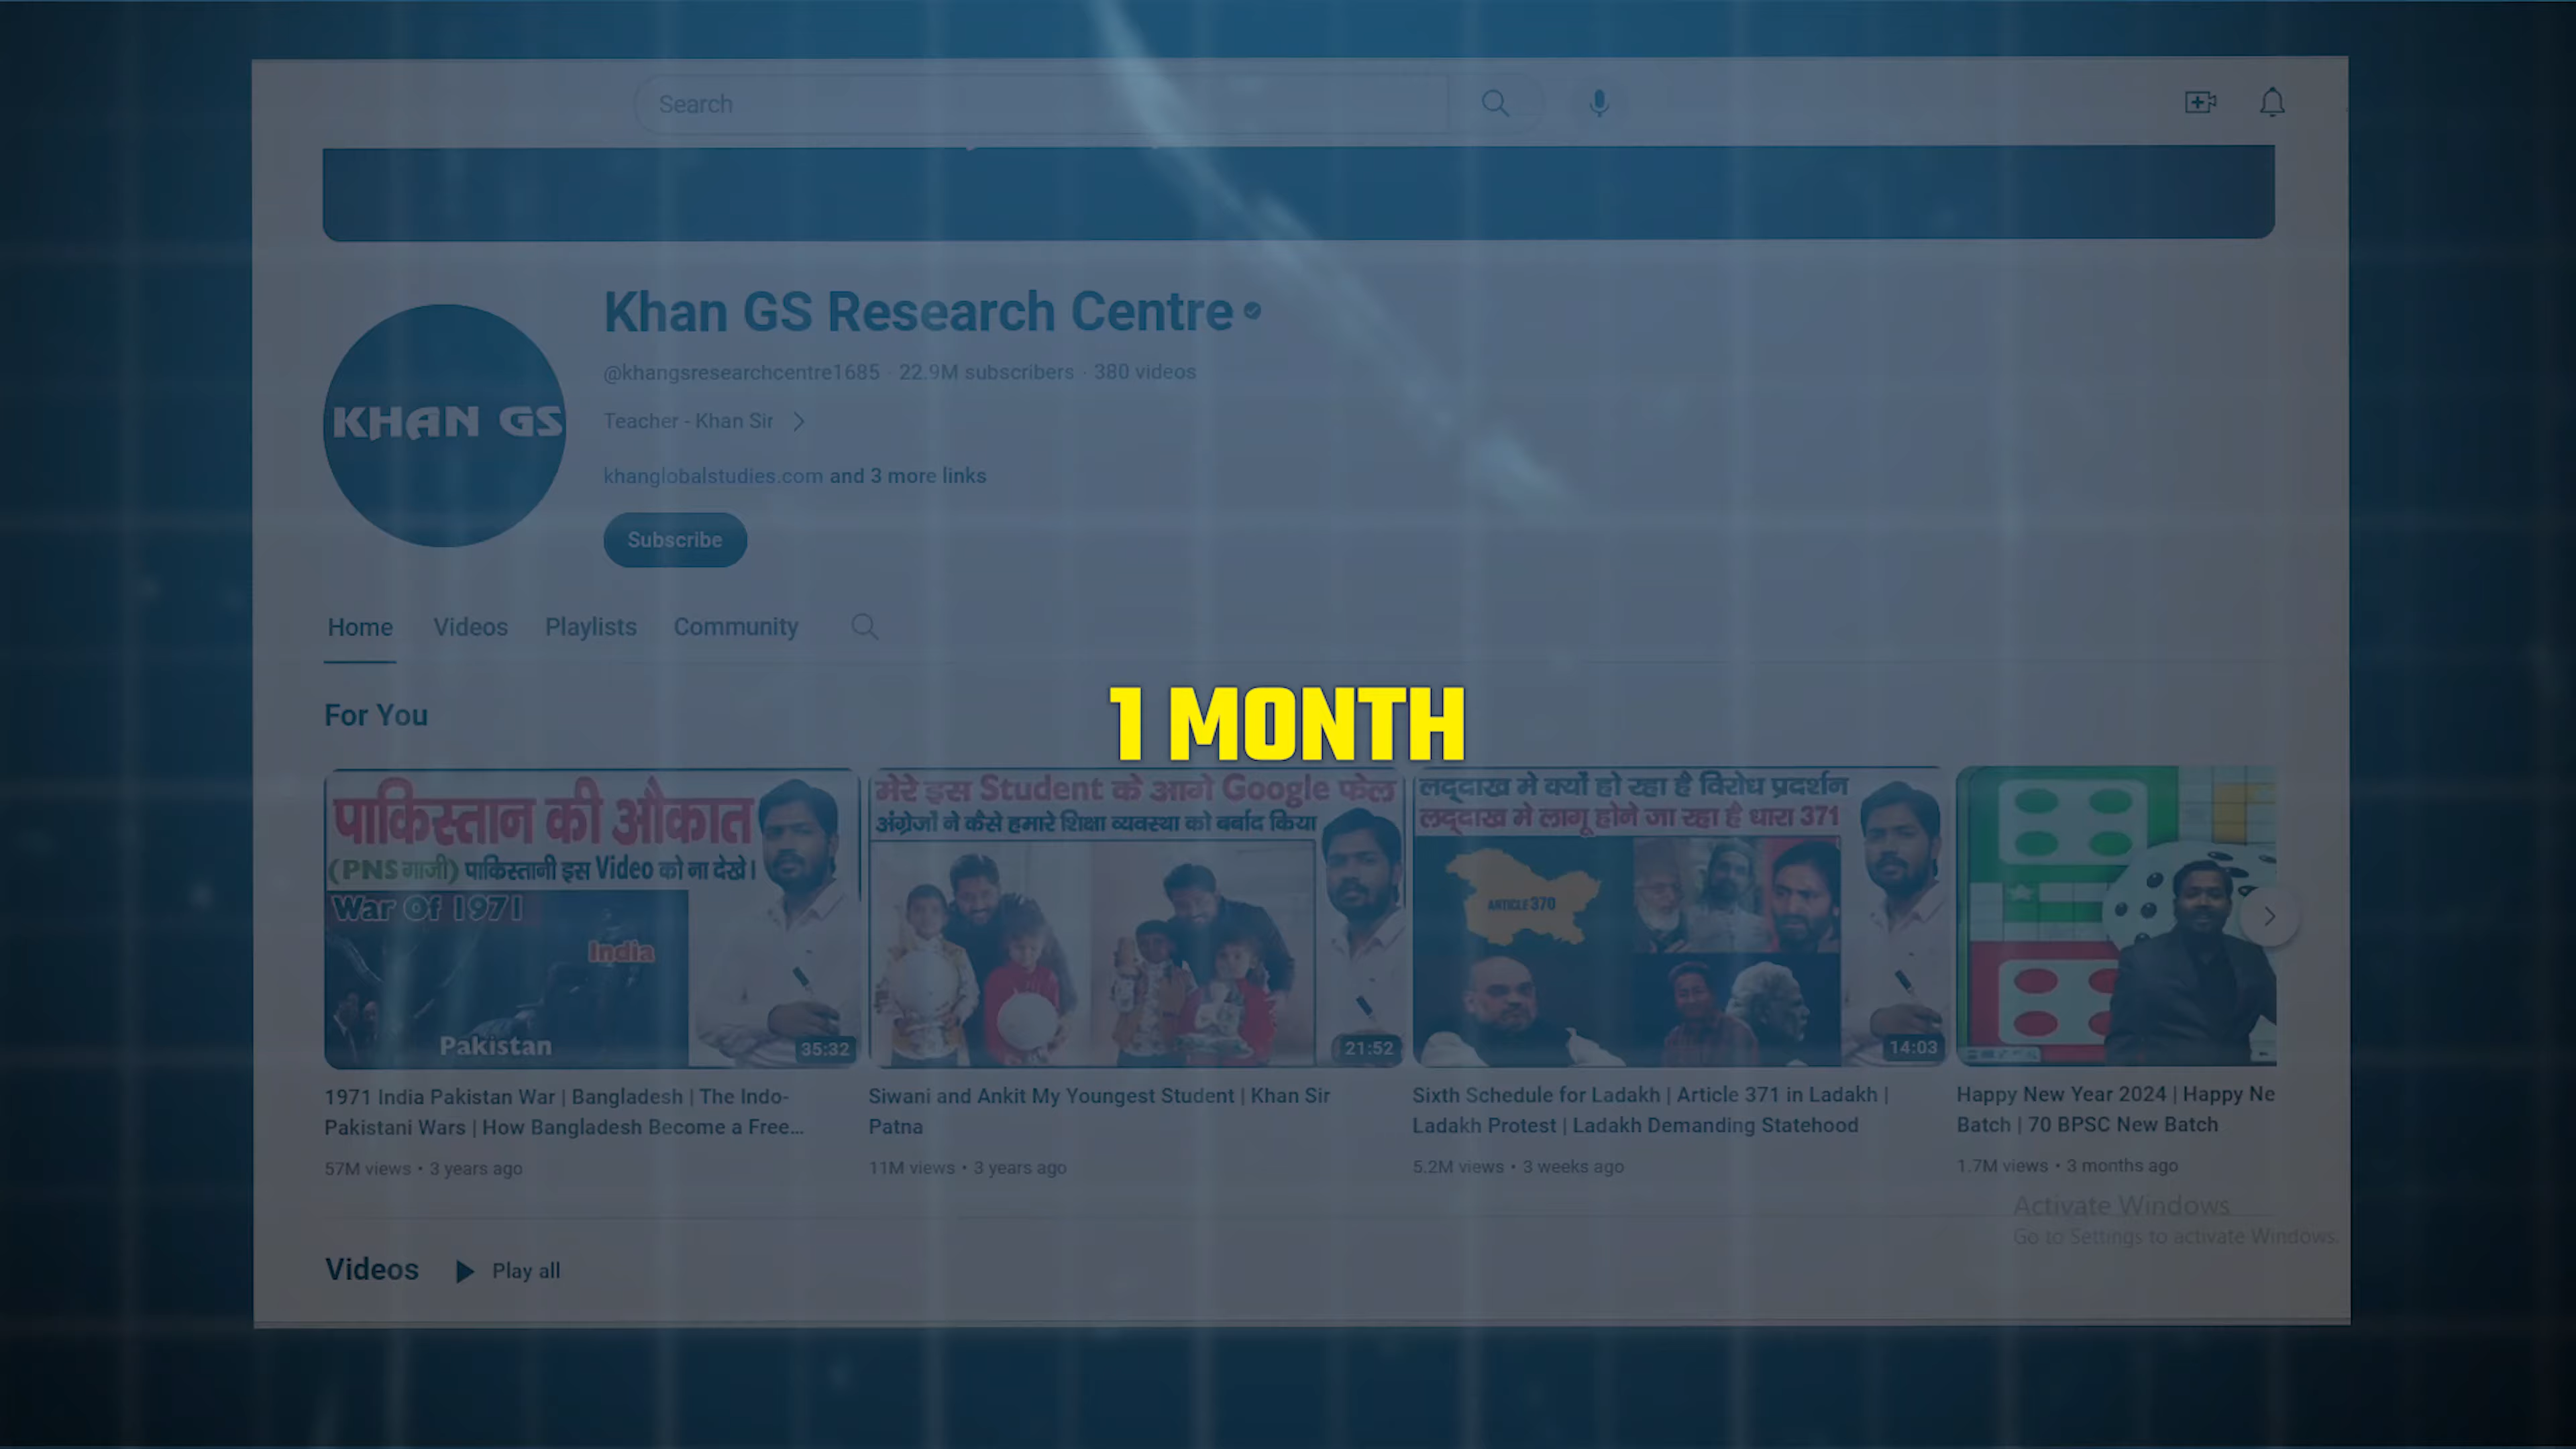 Search
Khan GS Research Centre
@khangsresearchcentre1685 · 22.9M subscribers · 380 videos
Teacher - Khan Sir
khanglobalstudies.com and 3 more links
KHAN GS
Subscribe
Home Videos Playlists Community
1 MONTH
For You
पाकिस्तान की औकात
(PNS गाजी) पाकिस्तानी इस Video को ना देखे।
War Of 1971
India
Pakistan
35:32
मेरे इस Student के आगे Google फेल
अंग्रेजों ने कैसे हमारे शिक्षा व्यवस्था को बर्बाद किया
21:52
लद्दाख मे क्यों हो रहा है विरोध प्रदर्शन
लद्दाख मे लागू होने जा रहा है धारा 371
ARTICLE 370
14:03
1971 India Pakistan War | Bangladesh | The Indo-
Pakistani Wars | How Bangladesh Become a Free...
57M views • 3 years ago
Siwani and Ankit My Youngest Student | Khan Sir
Patna
11M views • 3 years ago
Sixth Schedule for Ladakh | Article 371 in Ladakh |
Ladakh Protest | Ladakh Demanding Statehood
5.2M views • 3 weeks ago
Happy New Year 2024 | Happy Ne
Batch | 70 BPSC New Batch
1.7M views • 3 months ago
Activate Windows
Go to Settings to activate Windows.
Videos Play all